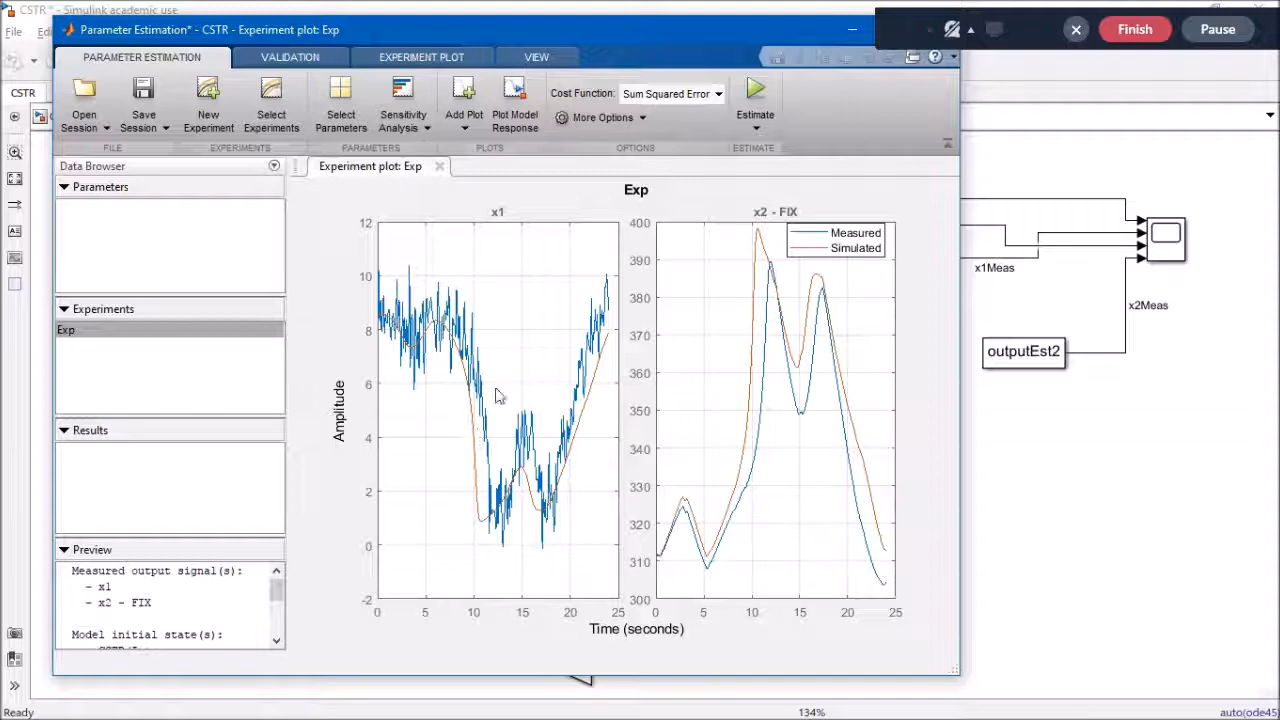 CSTR * - Simulink academic use
File
CSTR
Parameter Estimation* - CSTR - Experiment plot: Exp
Finish
Pause
PARAMETER ESTIMATION
VALIDATION
EXPERIMENT PLOT
VIEW
Open Session
Save Session
New Experiment
Select Experiments
Select Parameters
Sensitivity Analysis
Add Plot
Plot Model Response
Cost Function: Sum Squared Error
More Options
Estimate
FILE
EXPERIMENTS
PARAMETERS
PLOTS
OPTIONS
ESTIMATE
Data Browser
Parameters
Experiments
Exp
Results
Preview
Measured output signal(s):
- x1
- x2 - FIX
Model initial state(s):
Experiment plot: Exp
Exp
x1
x2 - FIX
Measured
Simulated
12
10
8
6
4
2
0
-2
0 5 10 15 20 25
400
390
380
370
360
350
340
330
320
310
300
0 5 10 15 20 25
Amplitude
Time (seconds)
x1Meas
x2Meas
outputEst2
Ready
134%
auto(ode45)